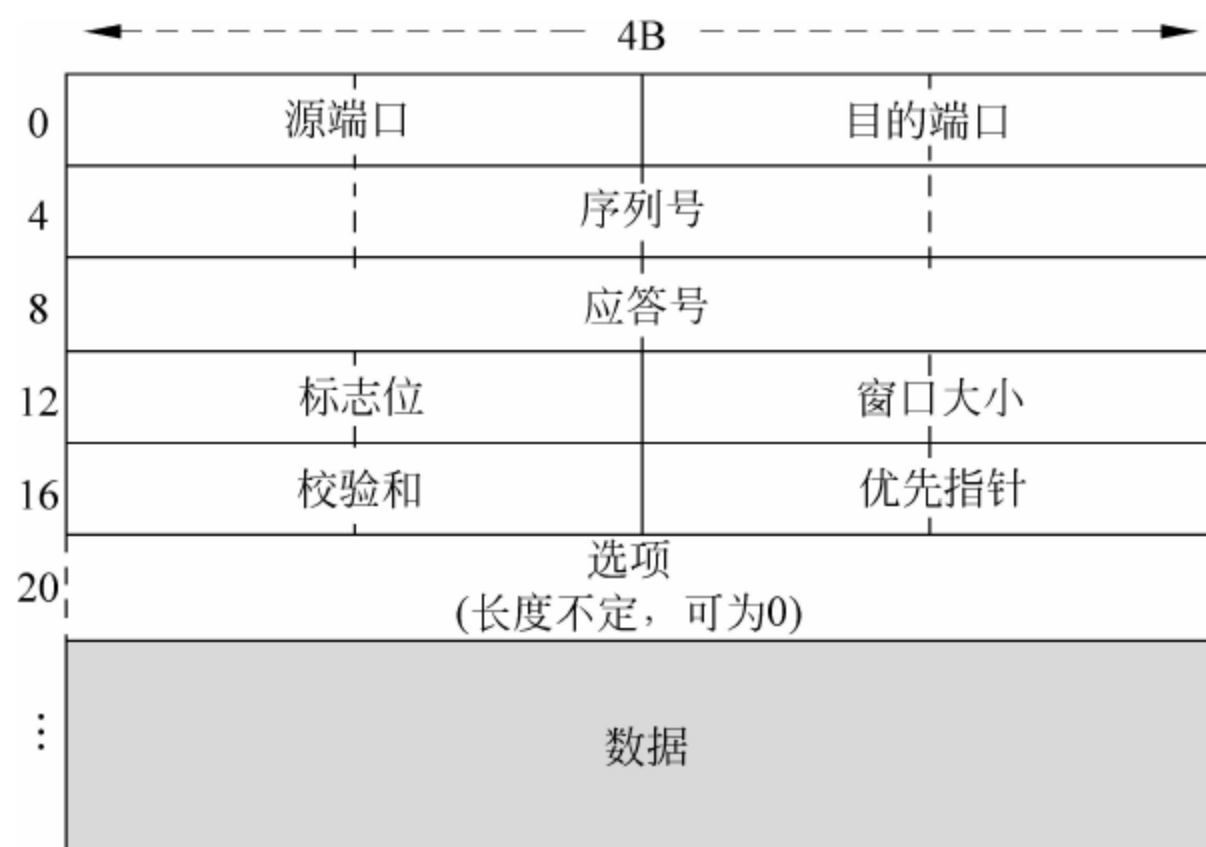 4B
0 源端口 目的端口
4 序列号
8 应答号
12 标志位 窗口大小
16 校验和 优先指针
20 选项
(长度不定，可为0)
⋮ 数据